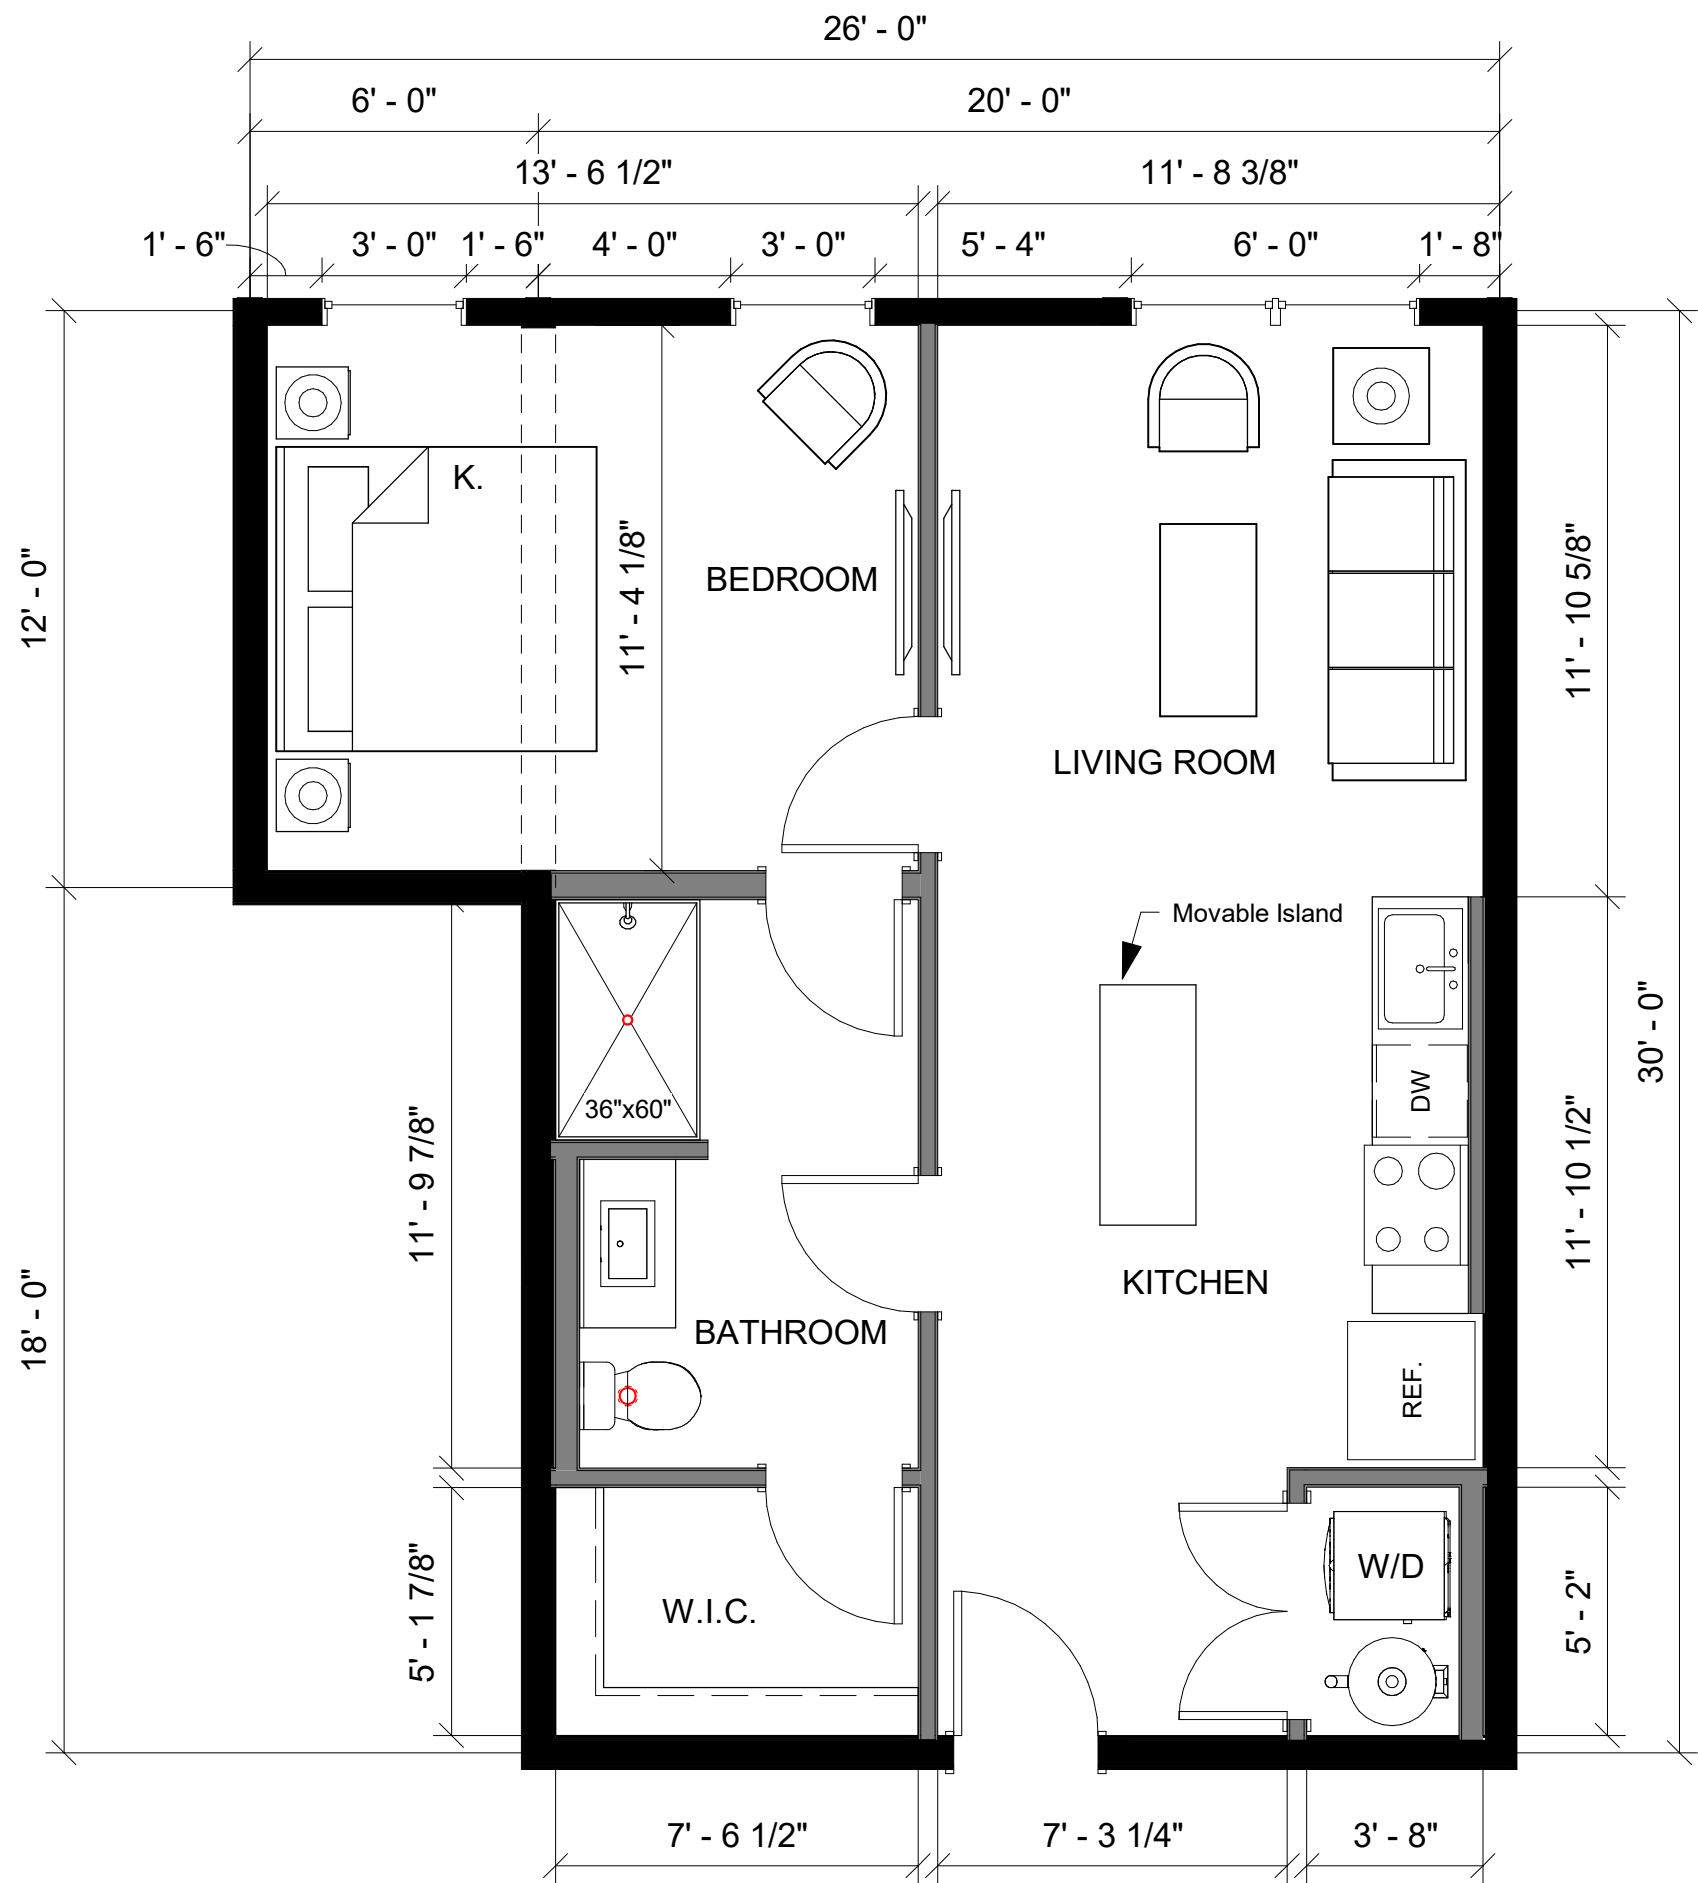 26' - 0"
6' - 0"
20' - 0"
13' - 6 1/2"
11' - 8 3/8"
1' - 6"
3' - 0"
1' - 6"
4' - 0"
3' - 0"
5' - 4"
6' - 0"
1' - 8"
K.
BEDROOM
11' - 4 1/8"
12' - 0"
11' - 10 5/8"
LIVING ROOM
Movable Island
30' - 0"
DW
36"x60"
11' - 9 7/8"
11' - 10 1/2"
KITCHEN
18' - 0"
BATHROOM
REF.
W/D
W.I.C.
5' - 1 7/8"
5' - 2"
7' - 6 1/2"
7' - 3 1/4"
3' - 8"